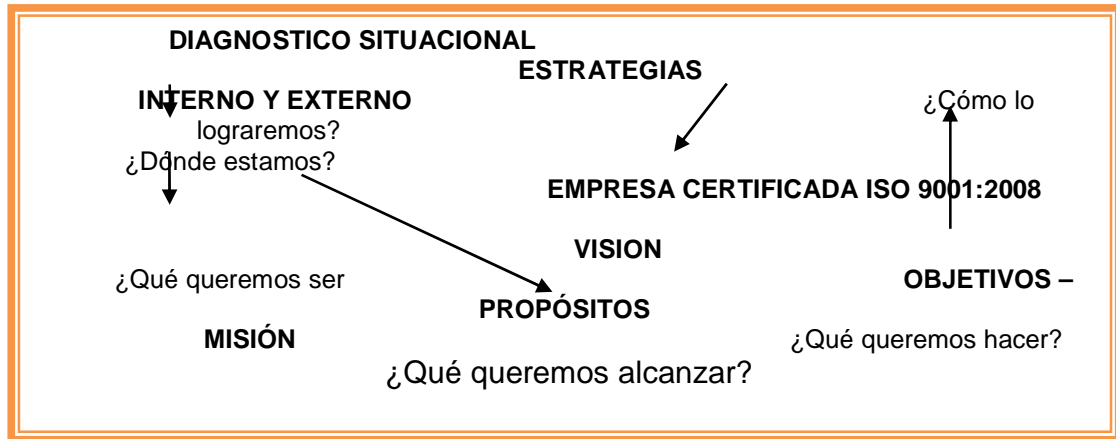 DIAGNOSTICO SITUACIONAL
ESTRATEGIAS
INTERNO Y EXTERNO ¿Cómo lo
lograremos?
¿Dónde estamos?
EMPRESA CERTIFICADA ISO 9001:2008
VISION
¿Qué queremos ser OBJETIVOS –
PROPÓSITOS
MISIÓN ¿Qué queremos hacer?
¿Qué queremos alcanzar?